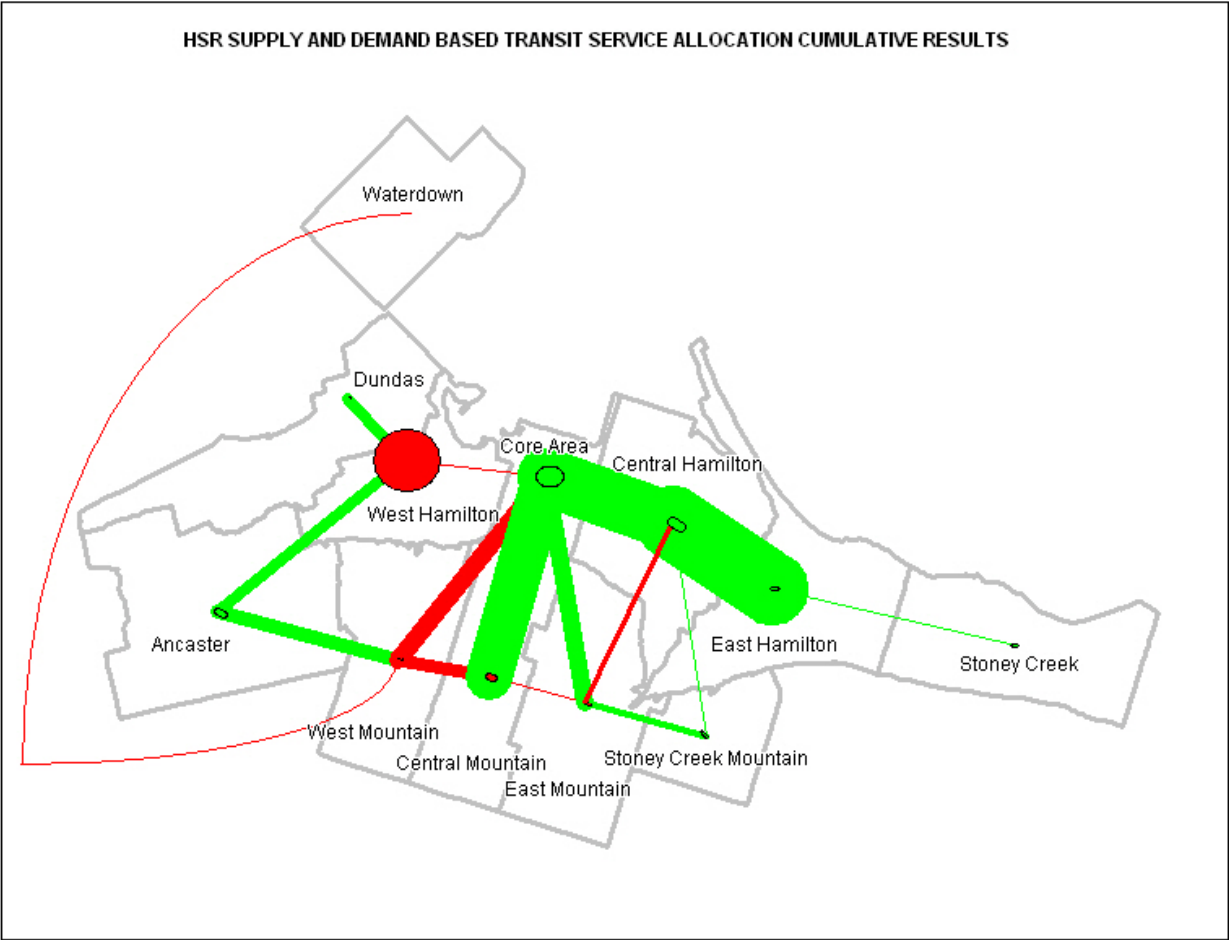 HSR SUPPLY AND DEMAND BASED TRANSIT SERVICE ALLOCATION CUMULATIVE RESULTS
Waterdown
Dundas
Core Area
Central Hamilton
West Hamilton
Ancaster
East Hamilton
Stoney Creek
West Mountain
Central Mountain
Stoney Creek Mountain
East Mountain